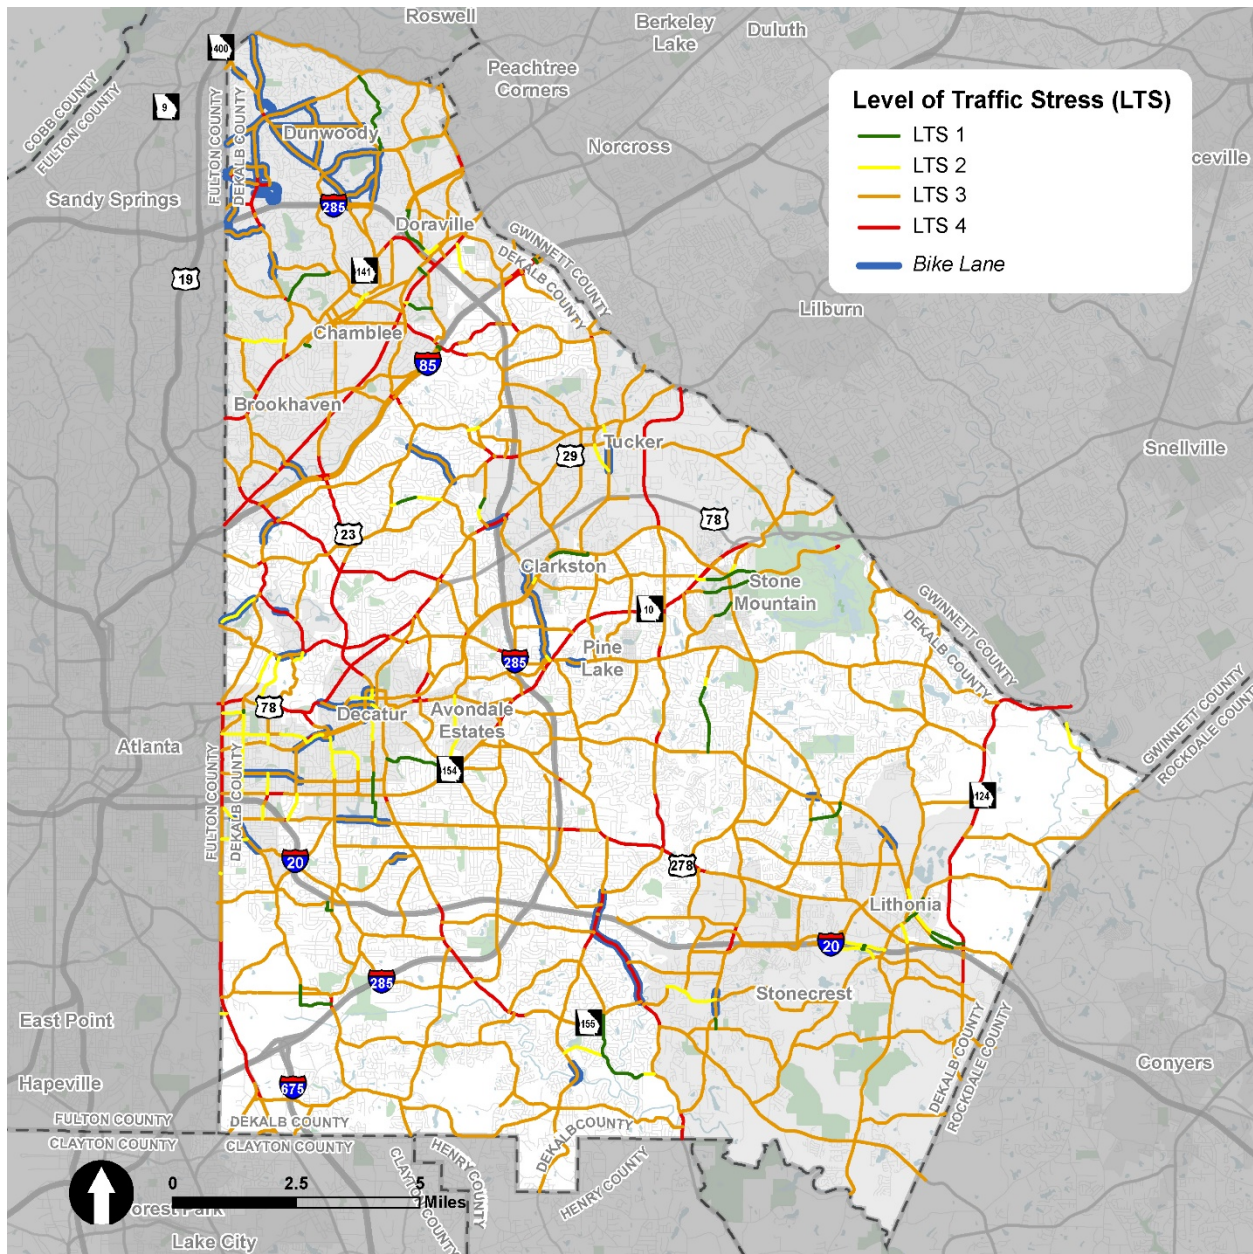 Roswell
Berkeley
Lake
Duluth
400
Peachtree
Corners
COBB COUNTY
FULTON COUNTY
9
FULTON COUNTY
DEKALB COUNTY
Dunwoody
Norcross
ceville
Level of Traffic Stress (LTS)
LTS 1
LTS 2
LTS 3
LTS 4
Bike Lane
Sandy Springs
285
Doraville
GWINNETT COUNTY
DEKALB COUNTY
19
141
Lilburn
Chamblee
85
Brookhaven
Tucker
29
Snellville
23
78
Clarkston
Stone
Mountain
10
GWINNETT COUNTY
DEKALB COUNTY
Pine
Lake
285
78
Decatur
Avondale
Estates
GWINNETT COUNTY
ROCKDALE COUNT
Atlanta
154
124
FULTON COUNTY
DEKALB COUNTY
20
278
Lithonia
20
285
Stonecrest
East Point
155
DEKALB COUNTY
ROCKDALE COUNTY
Conyers
Hapeville
675
FULTON COUNTY
DEKALB COUNTY
CLAYTON COUNTY
CLAYTON COUNTY
DEKALB COUNTY
HENRY COUNTY
CLAYTON COUNTY
HENRY COUNTY
0
2.5
5
Miles
orest Park
Lake City